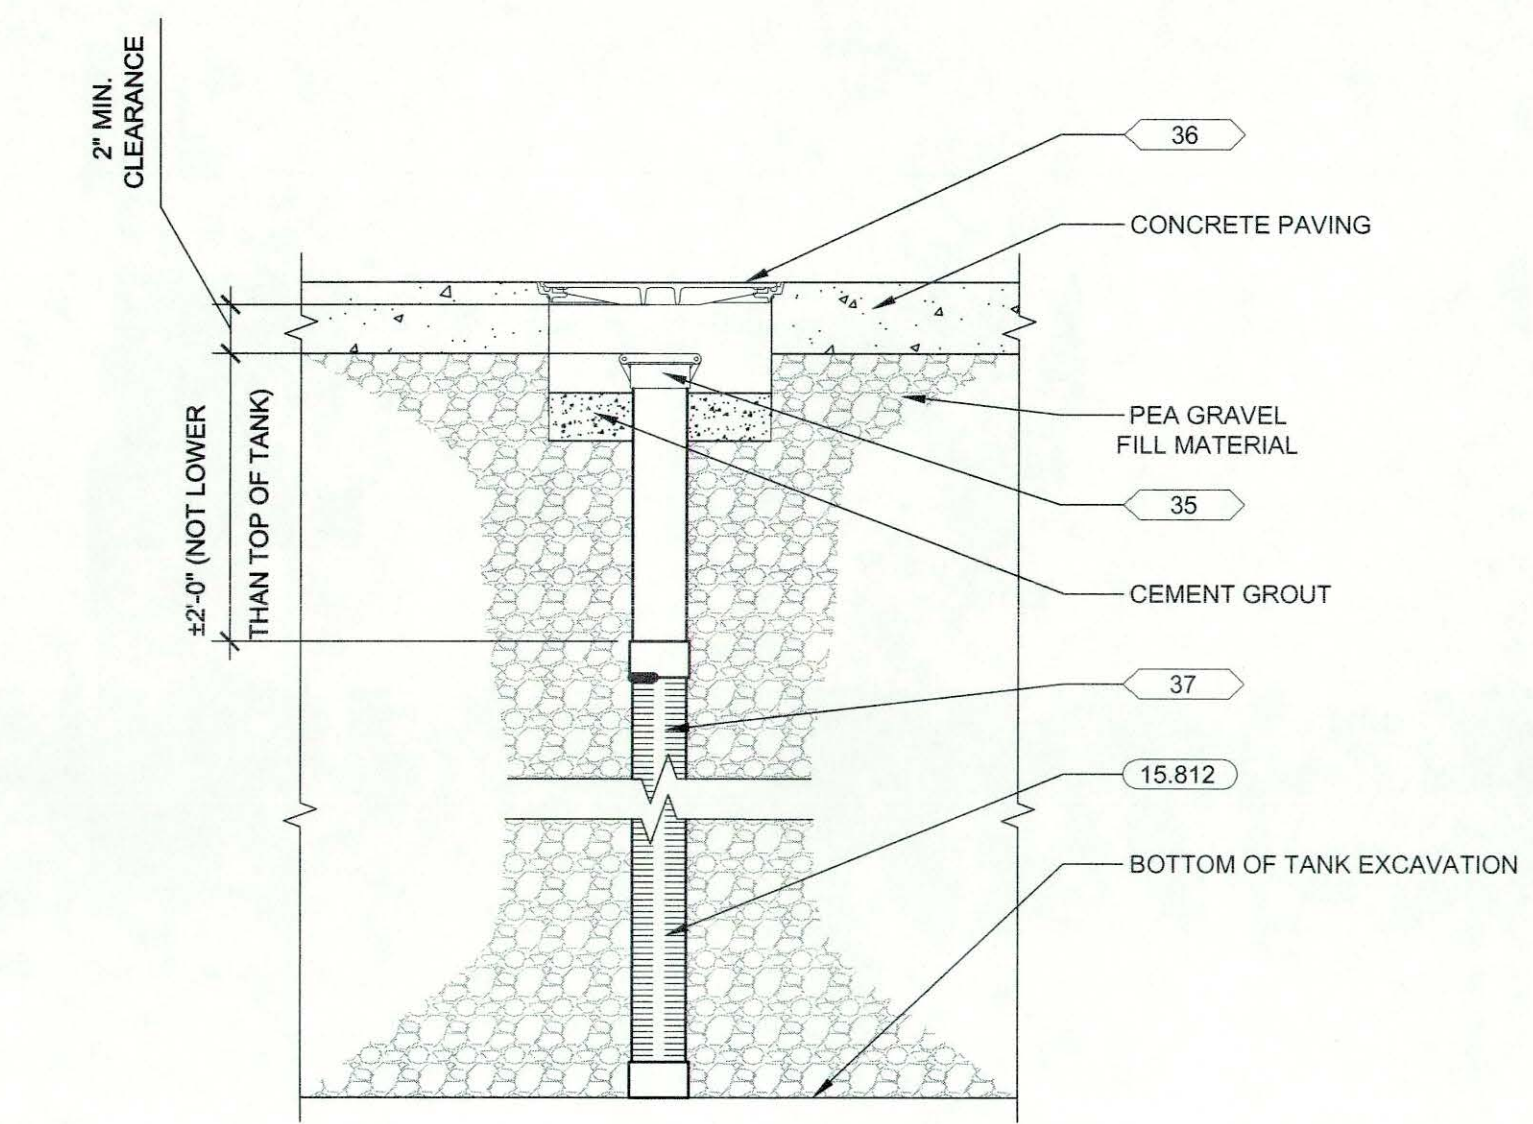 2" MIN.
CLEARANCE
36
CONCRETE PAVING
PEA GRAVEL
FILL MATERIAL
±2'-0" (NOT LOWER
THAN TOP OF TANK)
35
CEMENT GROUT
37
15.812
BOTTOM OF TANK EXCAVATION